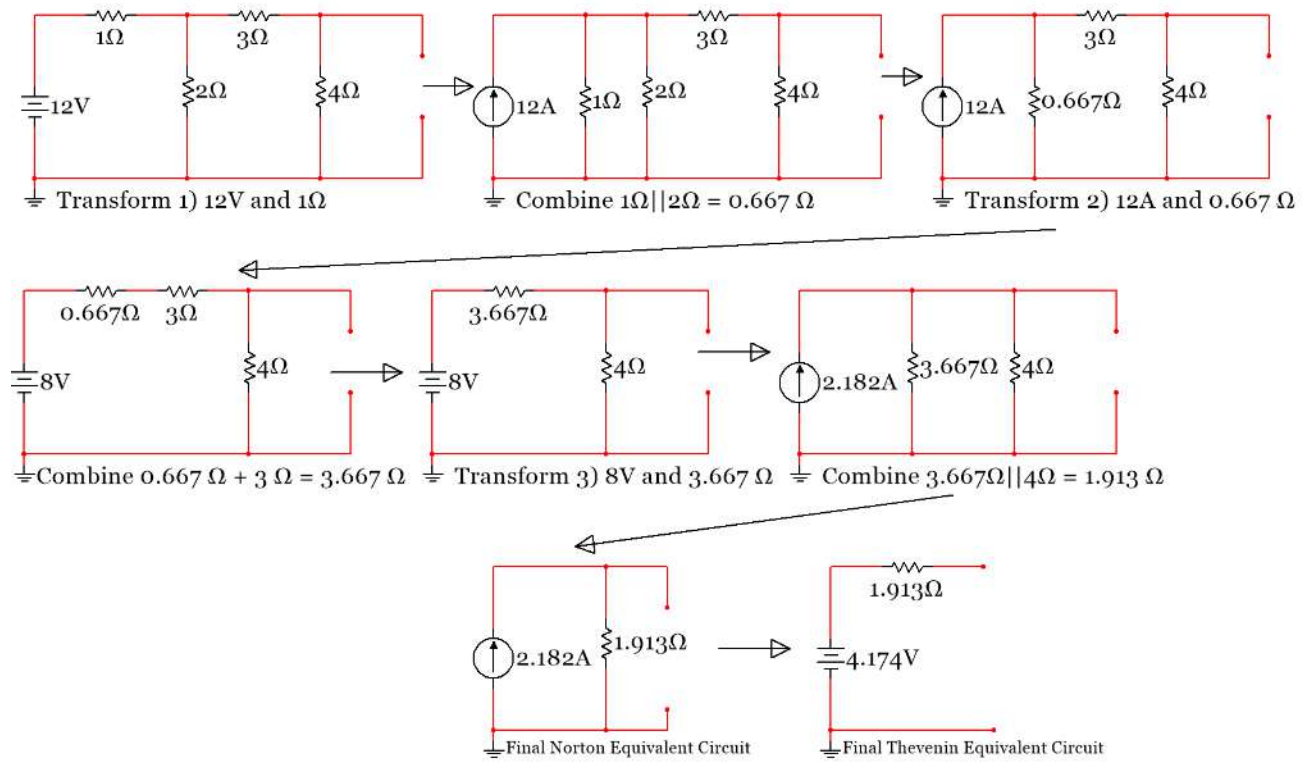 1Ω
3Ω
12V
2Ω
4Ω
Transform 1) 12V and 1Ω
3Ω
12A
1Ω
2Ω
4Ω
Combine 1Ω||2Ω = 0.667 Ω
3Ω
12A
0.667Ω
4Ω
Transform 2) 12A and 0.667 Ω
0.667Ω
3Ω
8V
4Ω
Combine 0.667 Ω + 3 Ω = 3.667 Ω
3.667Ω
8V
4Ω
Transform 3) 8V and 3.667 Ω
2.182A
3.667Ω
4Ω
Combine 3.667Ω||4Ω = 1.913 Ω
2.182A
1.913Ω
Final Norton Equivalent Circuit
1.913Ω
4.174V
Final Thevenin Equivalent Circuit